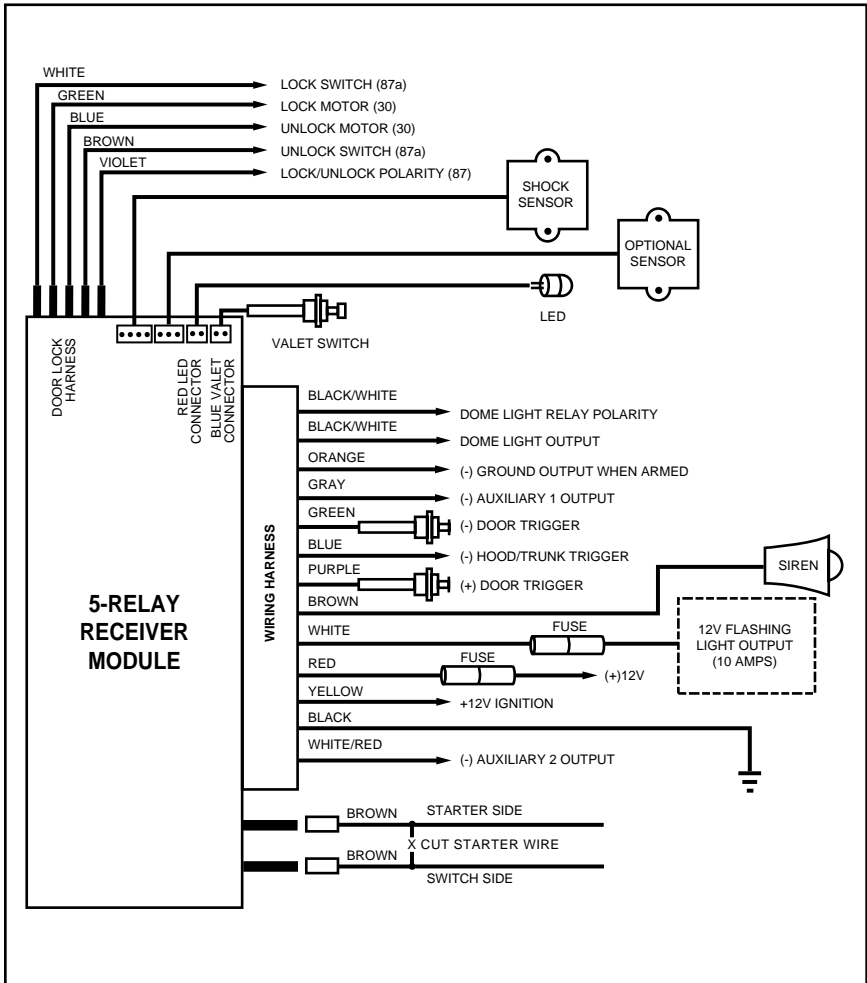 WHITE
LOCK SWITCH (87a)
GREEN
LOCK MOTOR (30)
BLUE
UNLOCK MOTOR (30)
BROWN
UNLOCK SWITCH (87a)
VIOLET
LOCK/UNLOCK POLARITY (87)
SHOCK
SENSOR
OPTIONAL
SENSOR
LED
VALET SWITCH
DOOR LOCK
HARNESS
RED LED
CONNECTOR
BLUE VALET
CONNECTOR
5-RELAY
RECEIVER
MODULE
WIRING HARNESS
BLACK/WHITE
DOME LIGHT RELAY POLARITY
BLACK/WHITE
DOME LIGHT OUTPUT
ORANGE
(-) GROUND OUTPUT WHEN ARMED
GRAY
(-) AUXILIARY 1 OUTPUT
GREEN
(-) DOOR TRIGGER
BLUE
(-) HOOD/TRUNK TRIGGER
PURPLE
(+) DOOR TRIGGER
BROWN
SIREN
WHITE
FUSE
12V FLASHING
LIGHT OUTPUT
(10 AMPS)
RED
FUSE
(+)12V
YELLOW
+12V IGNITION
BLACK
WHITE/RED
(-) AUXILIARY 2 OUTPUT
BROWN
STARTER SIDE
X CUT STARTER WIRE
BROWN
SWITCH SIDE